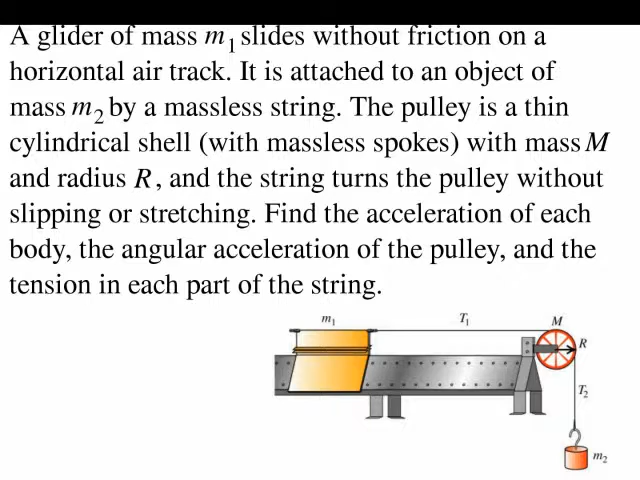 A glider of mass m₁ slides without friction on a
horizontal air track. It is attached to an object of
mass m₂ by a massless string. The pulley is a thin
cylindrical shell (with massless spokes) with mass M
and radius R, and the string turns the pulley without
slipping or stretching. Find the acceleration of each
body, the angular acceleration of the pulley, and the
tension in each part of the string.
m₁ T₁ M
R
T₂
m₂